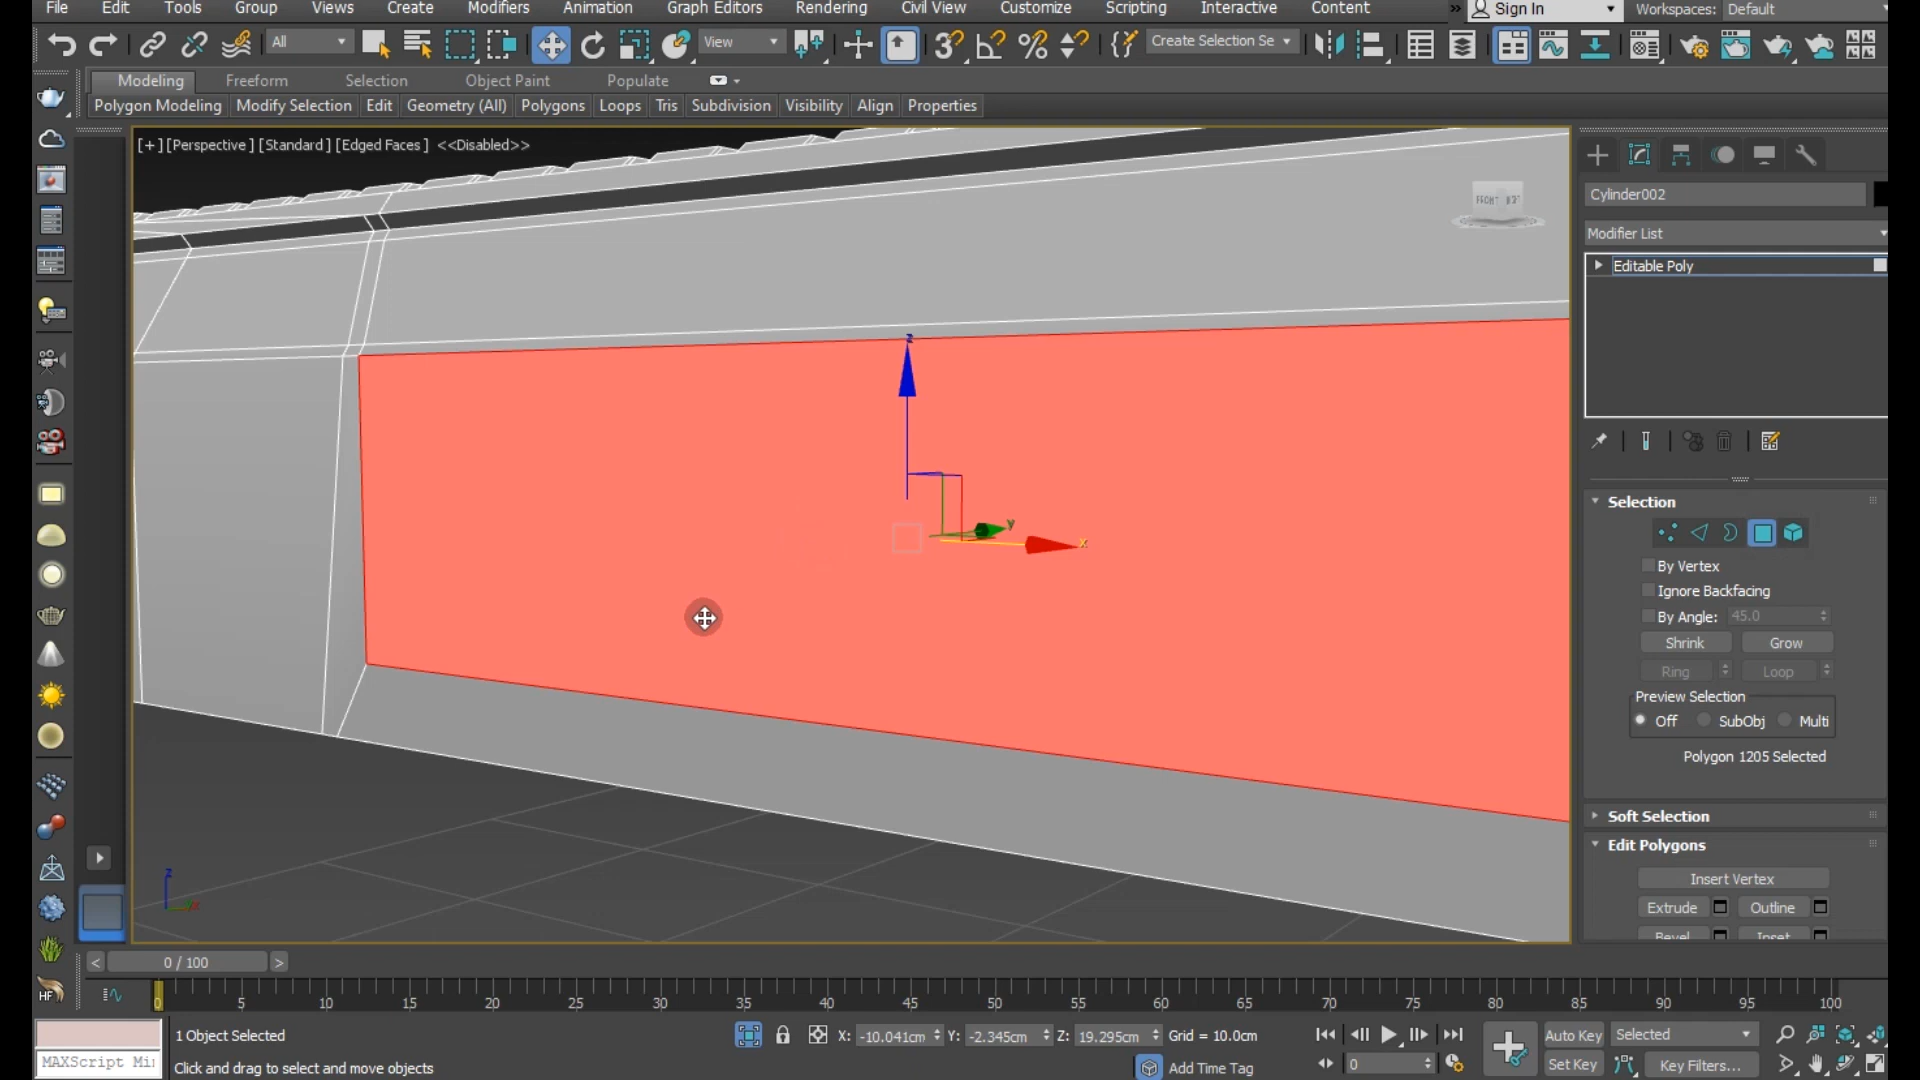 File Edit Tools Group Views Create Modifiers Animation Graph Editors Rendering Civil View Customize Scripting Interactive Content » Sign In Workspaces: Default
All View Create Selection Se
Modeling Freeform Selection Object Paint Populate
Polygon Modeling Modify Selection Edit Geometry (All) Polygons Loops Tris Subdivision Visibility Align Properties
[+] [Perspective] [Standard] [Edged Faces] <<Disabled>>
FRONT
z
y
x
z
Cylinder002
Modifier List
Editable Poly
Selection
By Vertex
Ignore Backfacing
By Angle: 45.0
Shrink Grow
Ring Loop
Preview Selection
Off SubObj Multi
Polygon 1205 Selected
Soft Selection
Edit Polygons
Insert Vertex
Extrude Outline
Bevel Inset
HF
< 0 / 100 >
0 5 10 15 20 25 30 35 40 45 50 55 60 65 70 75 80 85 90 95 100
1 Object Selected X: -10.041cm Y: -2.345cm Z: 19.295cm Grid = 10.0cm Auto Key Selected
MAXScript Mi Click and drag to select and move objects Add Time Tag 0 Set Key Key Filters...